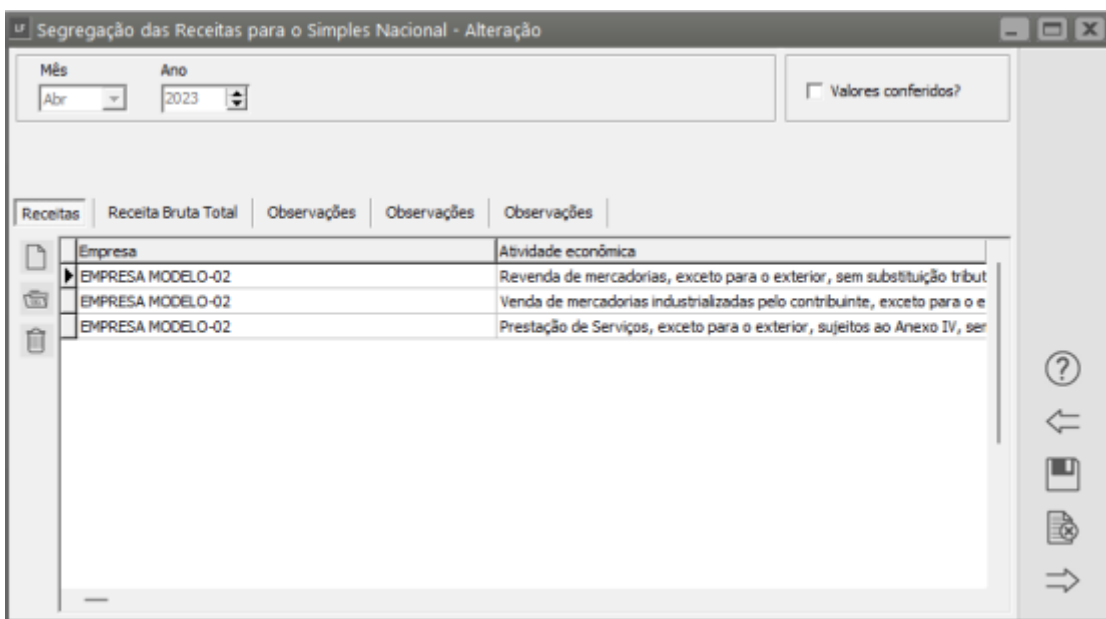 LF Segregação das Receitas para o Simples Nacional - Alteração
Mês Ano
Abr 2023 Valores conferidos?
Receitas Receita Bruta Total Observações Observações Observações
Empresa Atividade econômica
EMPRESA MODELO-02 Revenda de mercadorias, exceto para o exterior, sem substituição tribut
EMPRESA MODELO-02 Venda de mercadorias industrializadas pelo contribuinte, exceto para o e
EMPRESA MODELO-02 Prestação de Serviços, exceto para o exterior, sujeitos ao Anexo IV, ser